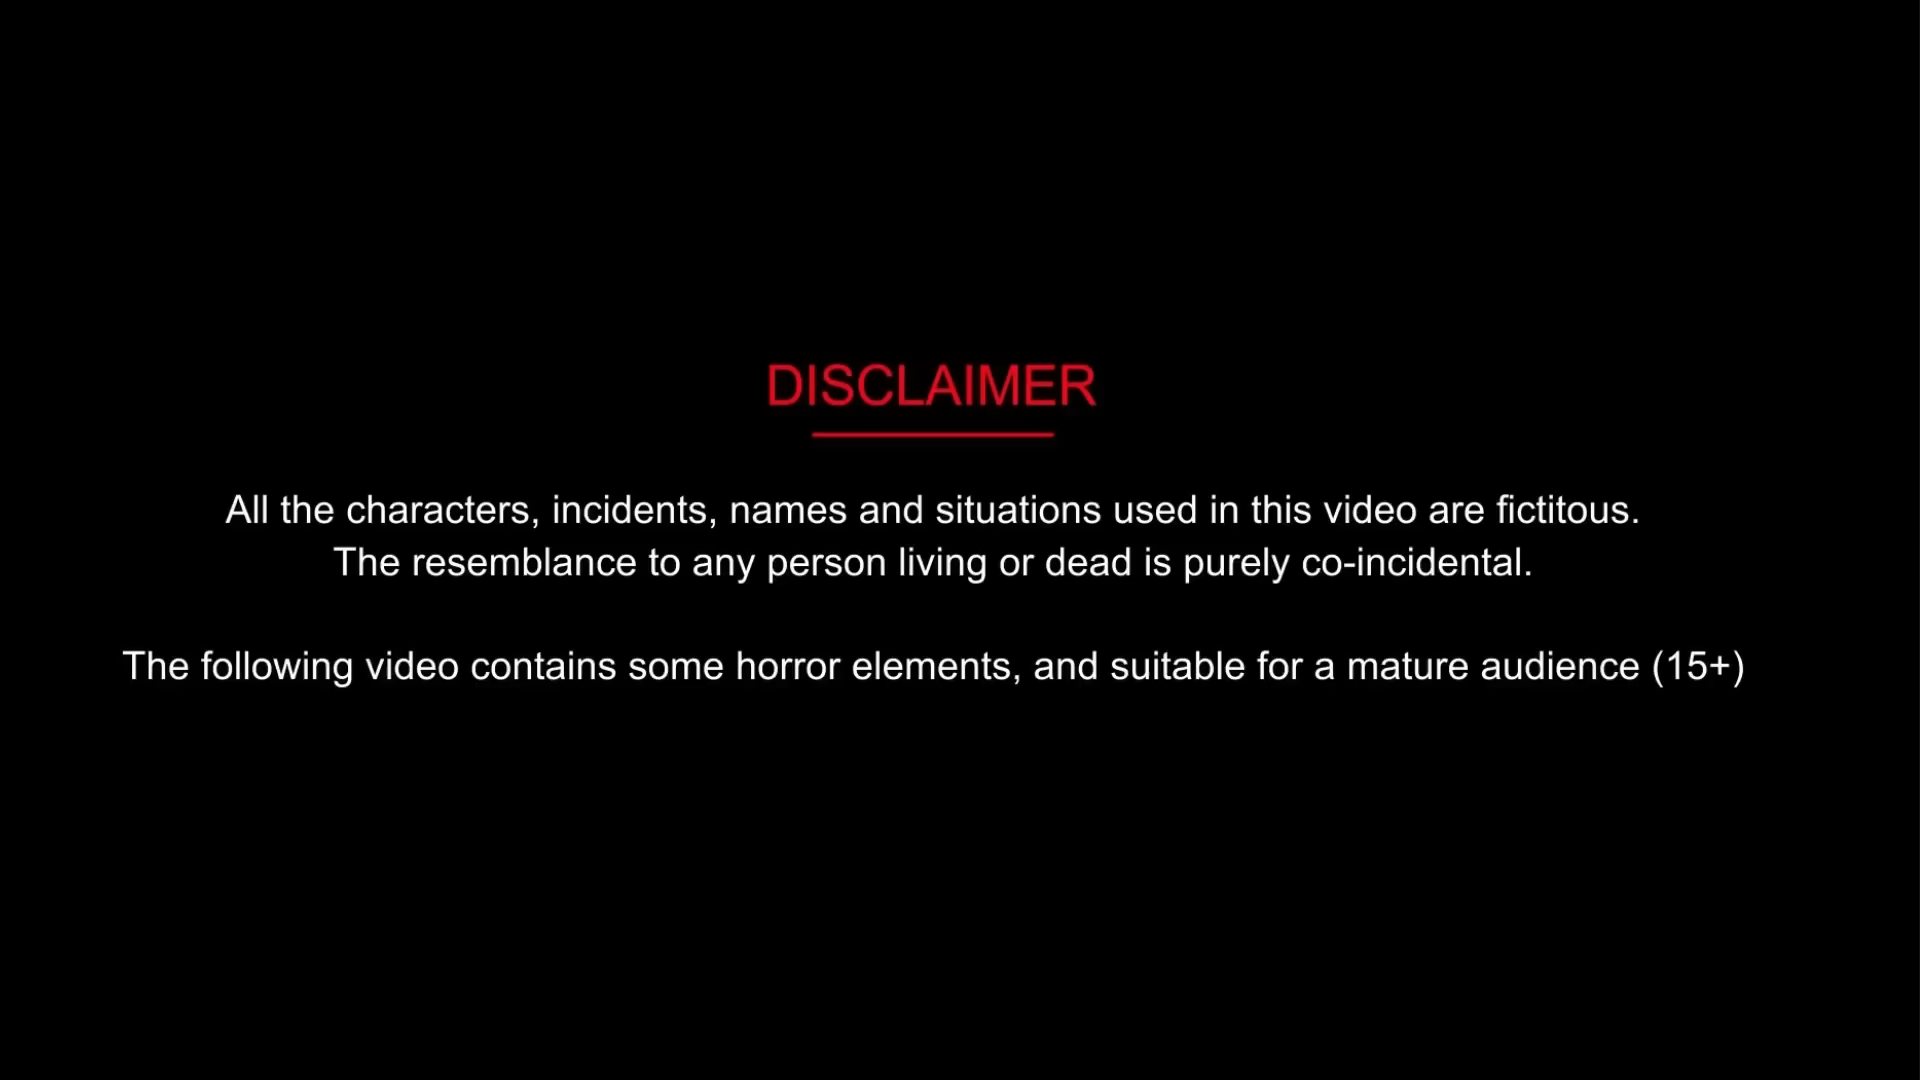 DISCLAIMER
All the characters, incidents, names and situations used in this video are fictitous.
The resemblance to any person living or dead is purely co-incidental.
The following video contains some horror elements, and suitable for a mature audience (15+)